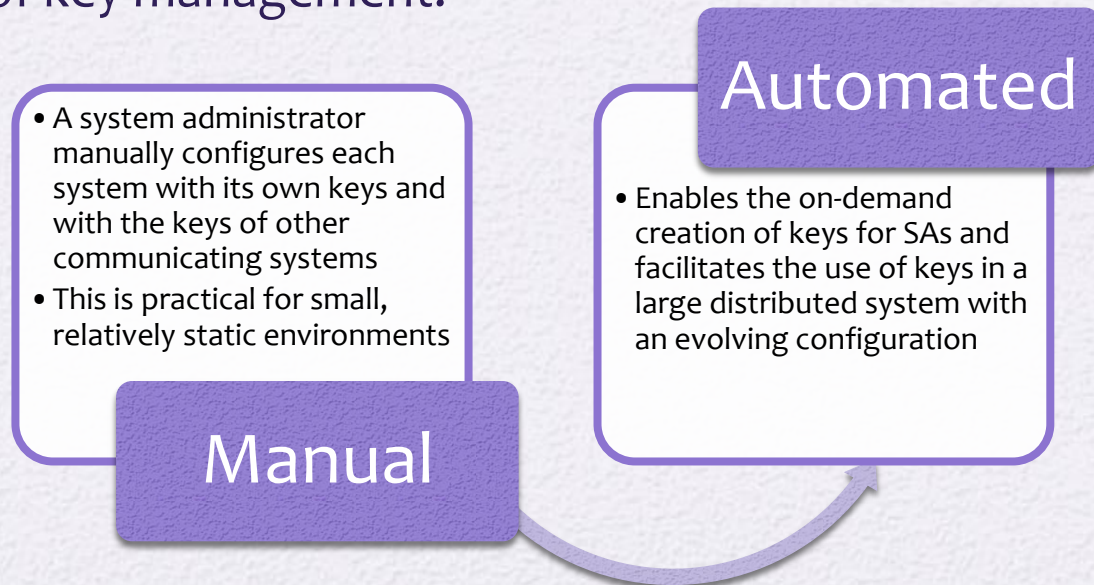 of key management:
• A system administrator
manually configures each
system with its own keys and
with the keys of other
communicating systems
• This is practical for small,
relatively static environments
Manual
Automated
• Enables the on-demand
creation of keys for SAs and
facilitates the use of keys in a
large distributed system with
an evolving configuration